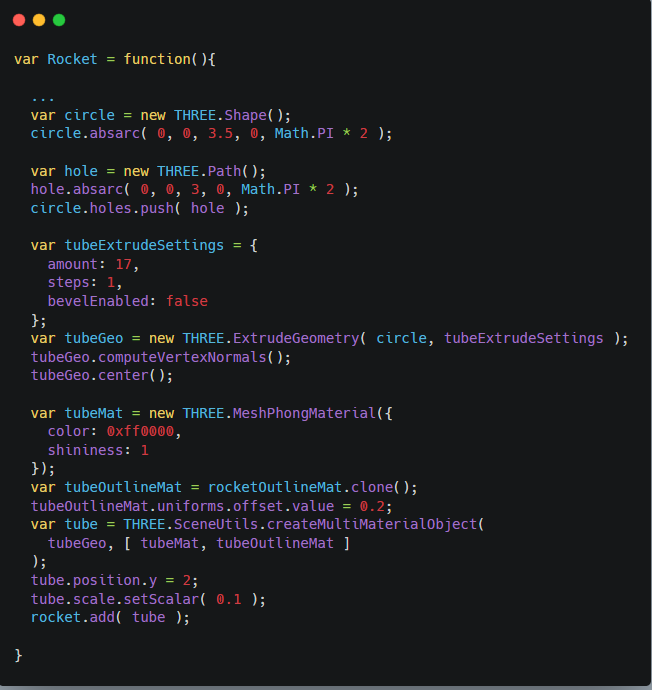 var Rocket = function(){
...
var circle = new THREE.Shape();
circle.absarc( 0, 0, 3.5, 0, Math.PI * 2 );
var hole = new THREE.Path();
hole.absarc( 0, 0, 3, 0, Math.PI * 2 );
circle.holes.push( hole );
var tubeExtrudeSettings = {
amount: 17,
steps: 1,
bevelEnabled: false
};
var tubeGeo = new THREE.ExtrudeGeometry( circle, tubeExtrudeSettings );
tubeGeo.computeVertexNormals();
tubeGeo.center();
var tubeMat = new THREE.MeshPhongMaterial({
color: 0xff0000,
shininess: 1
});
var tubeOutlineMat = rocketOutlineMat.clone();
tubeOutlineMat.uniforms.offset.value = 0.2;
var tube = THREE.SceneUtils.createMultiMaterialObject(
tubeGeo, [ tubeMat, tubeOutlineMat ]
);
tube.position.y = 2;
tube.scale.setScalar( 0.1 );
rocket.add( tube );
}